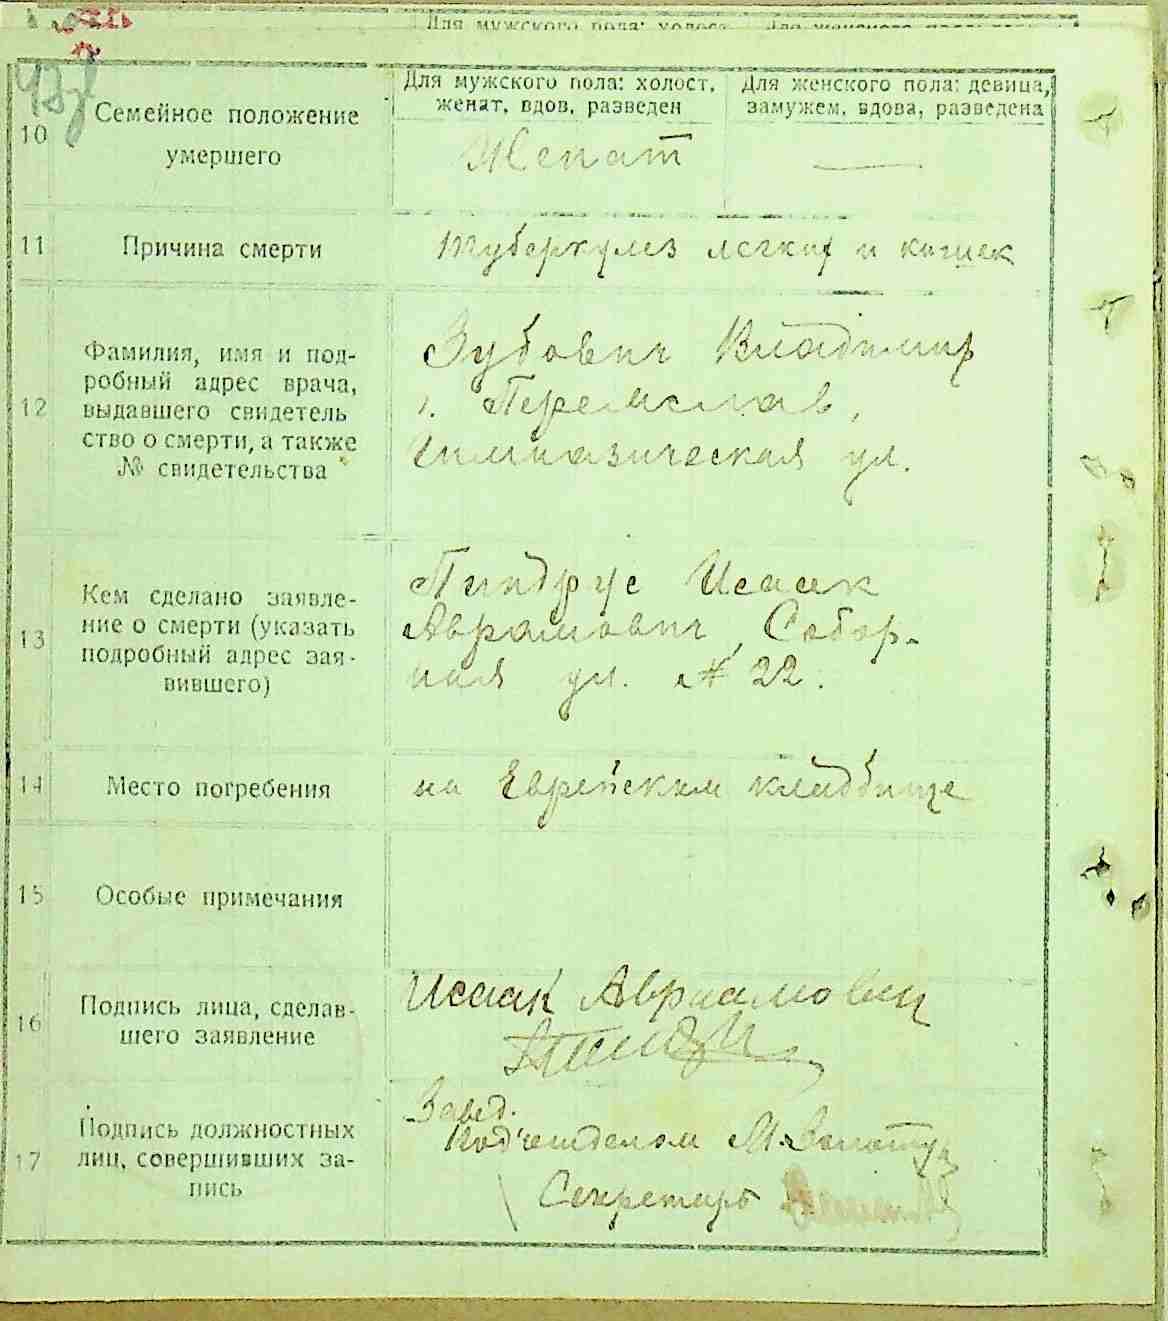 Для мужского пола: холост,
женат, вдов, разведен
Для женского пола: девица,
замужем, вдова, разведена
10
Семейное положение
умершего
Женат
—
11
Причина смерти
туберкулез легких и кишек
12
Фамилия, имя и под-
робный адрес врача,
выдавшего свидетель
ство о смерти, а также
№ свидетельства
Зубович Владимир
г. Переяслав,
Гимназическая ул.
13
Кем сделано заявле-
ние о смерти (указать
подробный адрес зая-
вившего)
Пиндрус Исаак
Аврамович, Собор-
ная ул. № 22.
14
Место погребения
на Еврейском кладбище
15
Особые примечания
16
Подпись лица, сделав-
шего заявление
Исаак Авраамович
17
Подпись должностных
лиц, совершивших за-
пись
Завед.
Подотделом
Секретарь